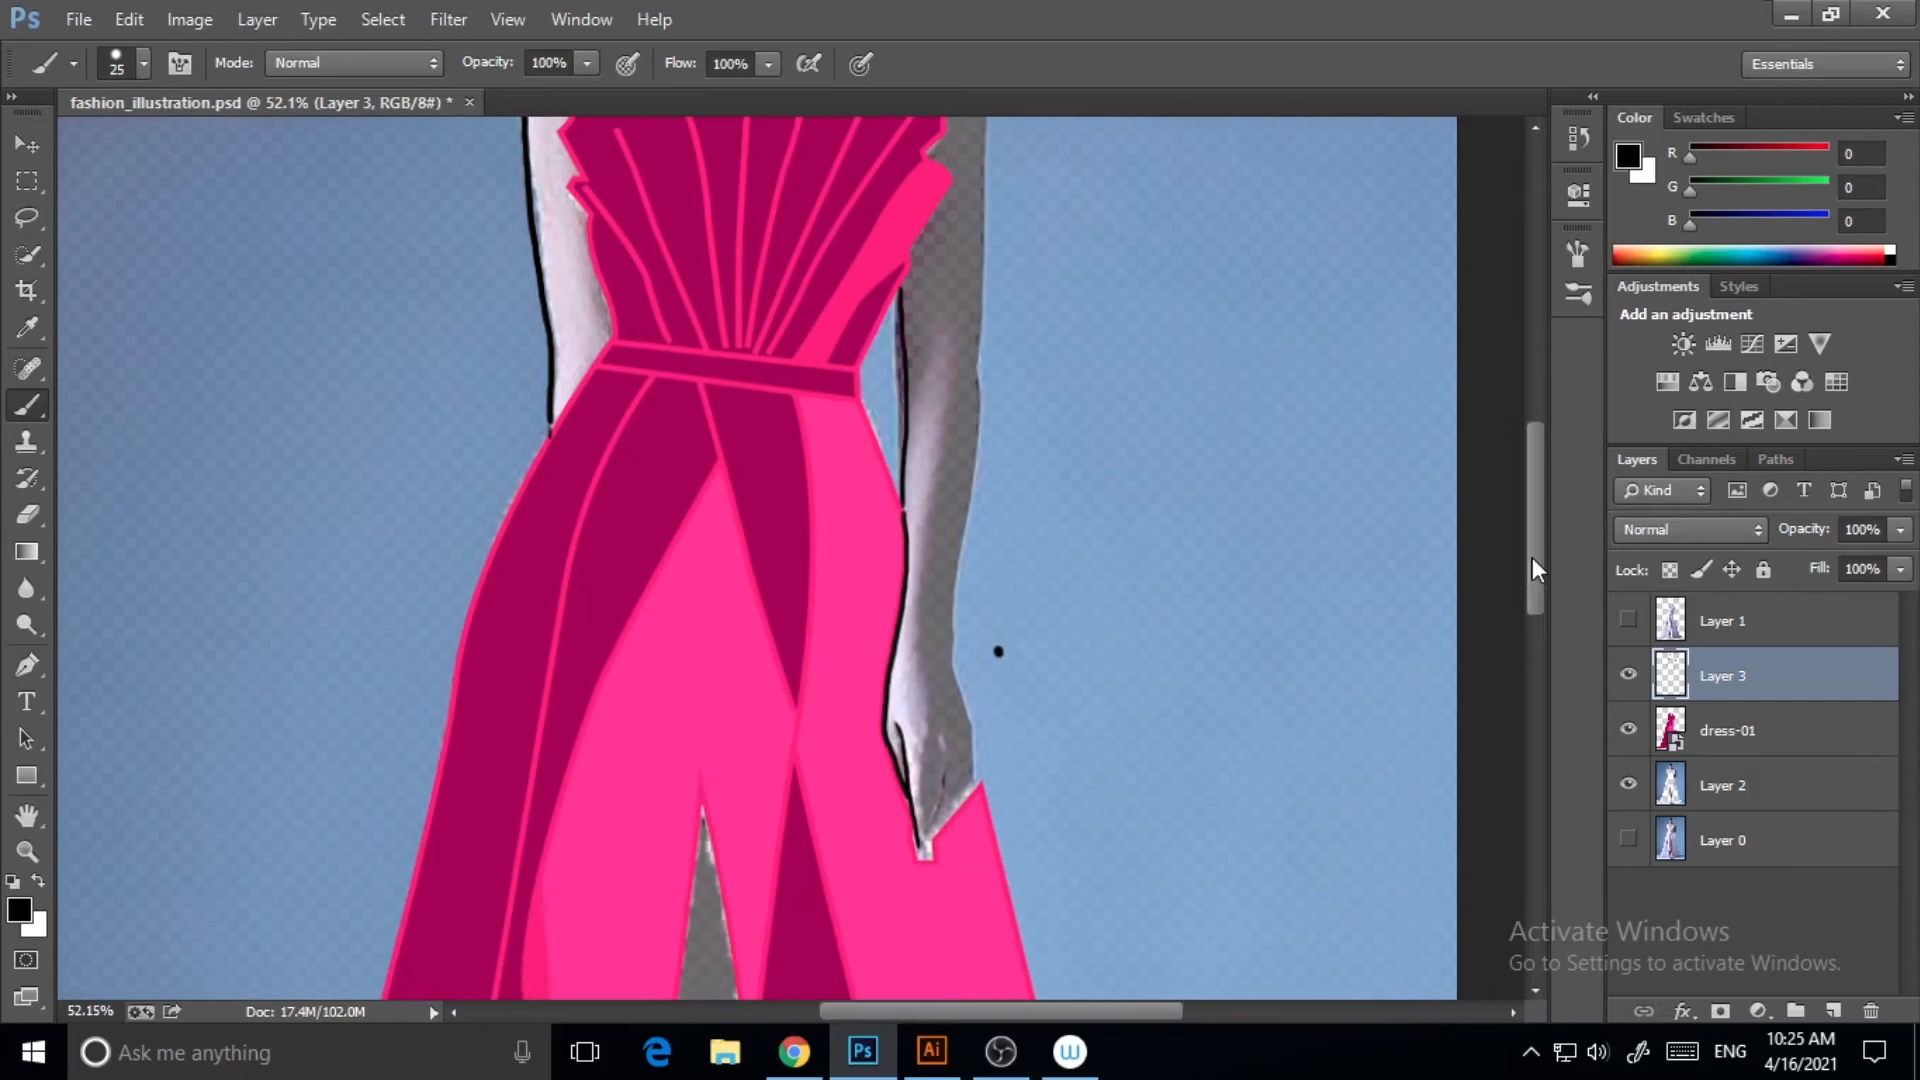 Ps File Edit Image Layer Type Select Filter View Window Help
25 Mode: Normal Opacity: 100% Flow: 100% Essentials
fashion_illustration.psd @ 52.1% (Layer 3, RGB/8#) * ×
Color Swatches
R 0
G 0
B 0
Adjustments Styles
Add an adjustment
Layers Channels Paths
Kind
Normal Opacity: 100%
Lock: Fill: 100%
Layer 1
Layer 3
dress-01
Layer 2
Layer 0
Activate Windows
Go to Settings to activate Windows.
52.15% Doc: 17.4M/102.0M
Ask me anything Ps Ai ENG 10:25 AM
4/16/2021